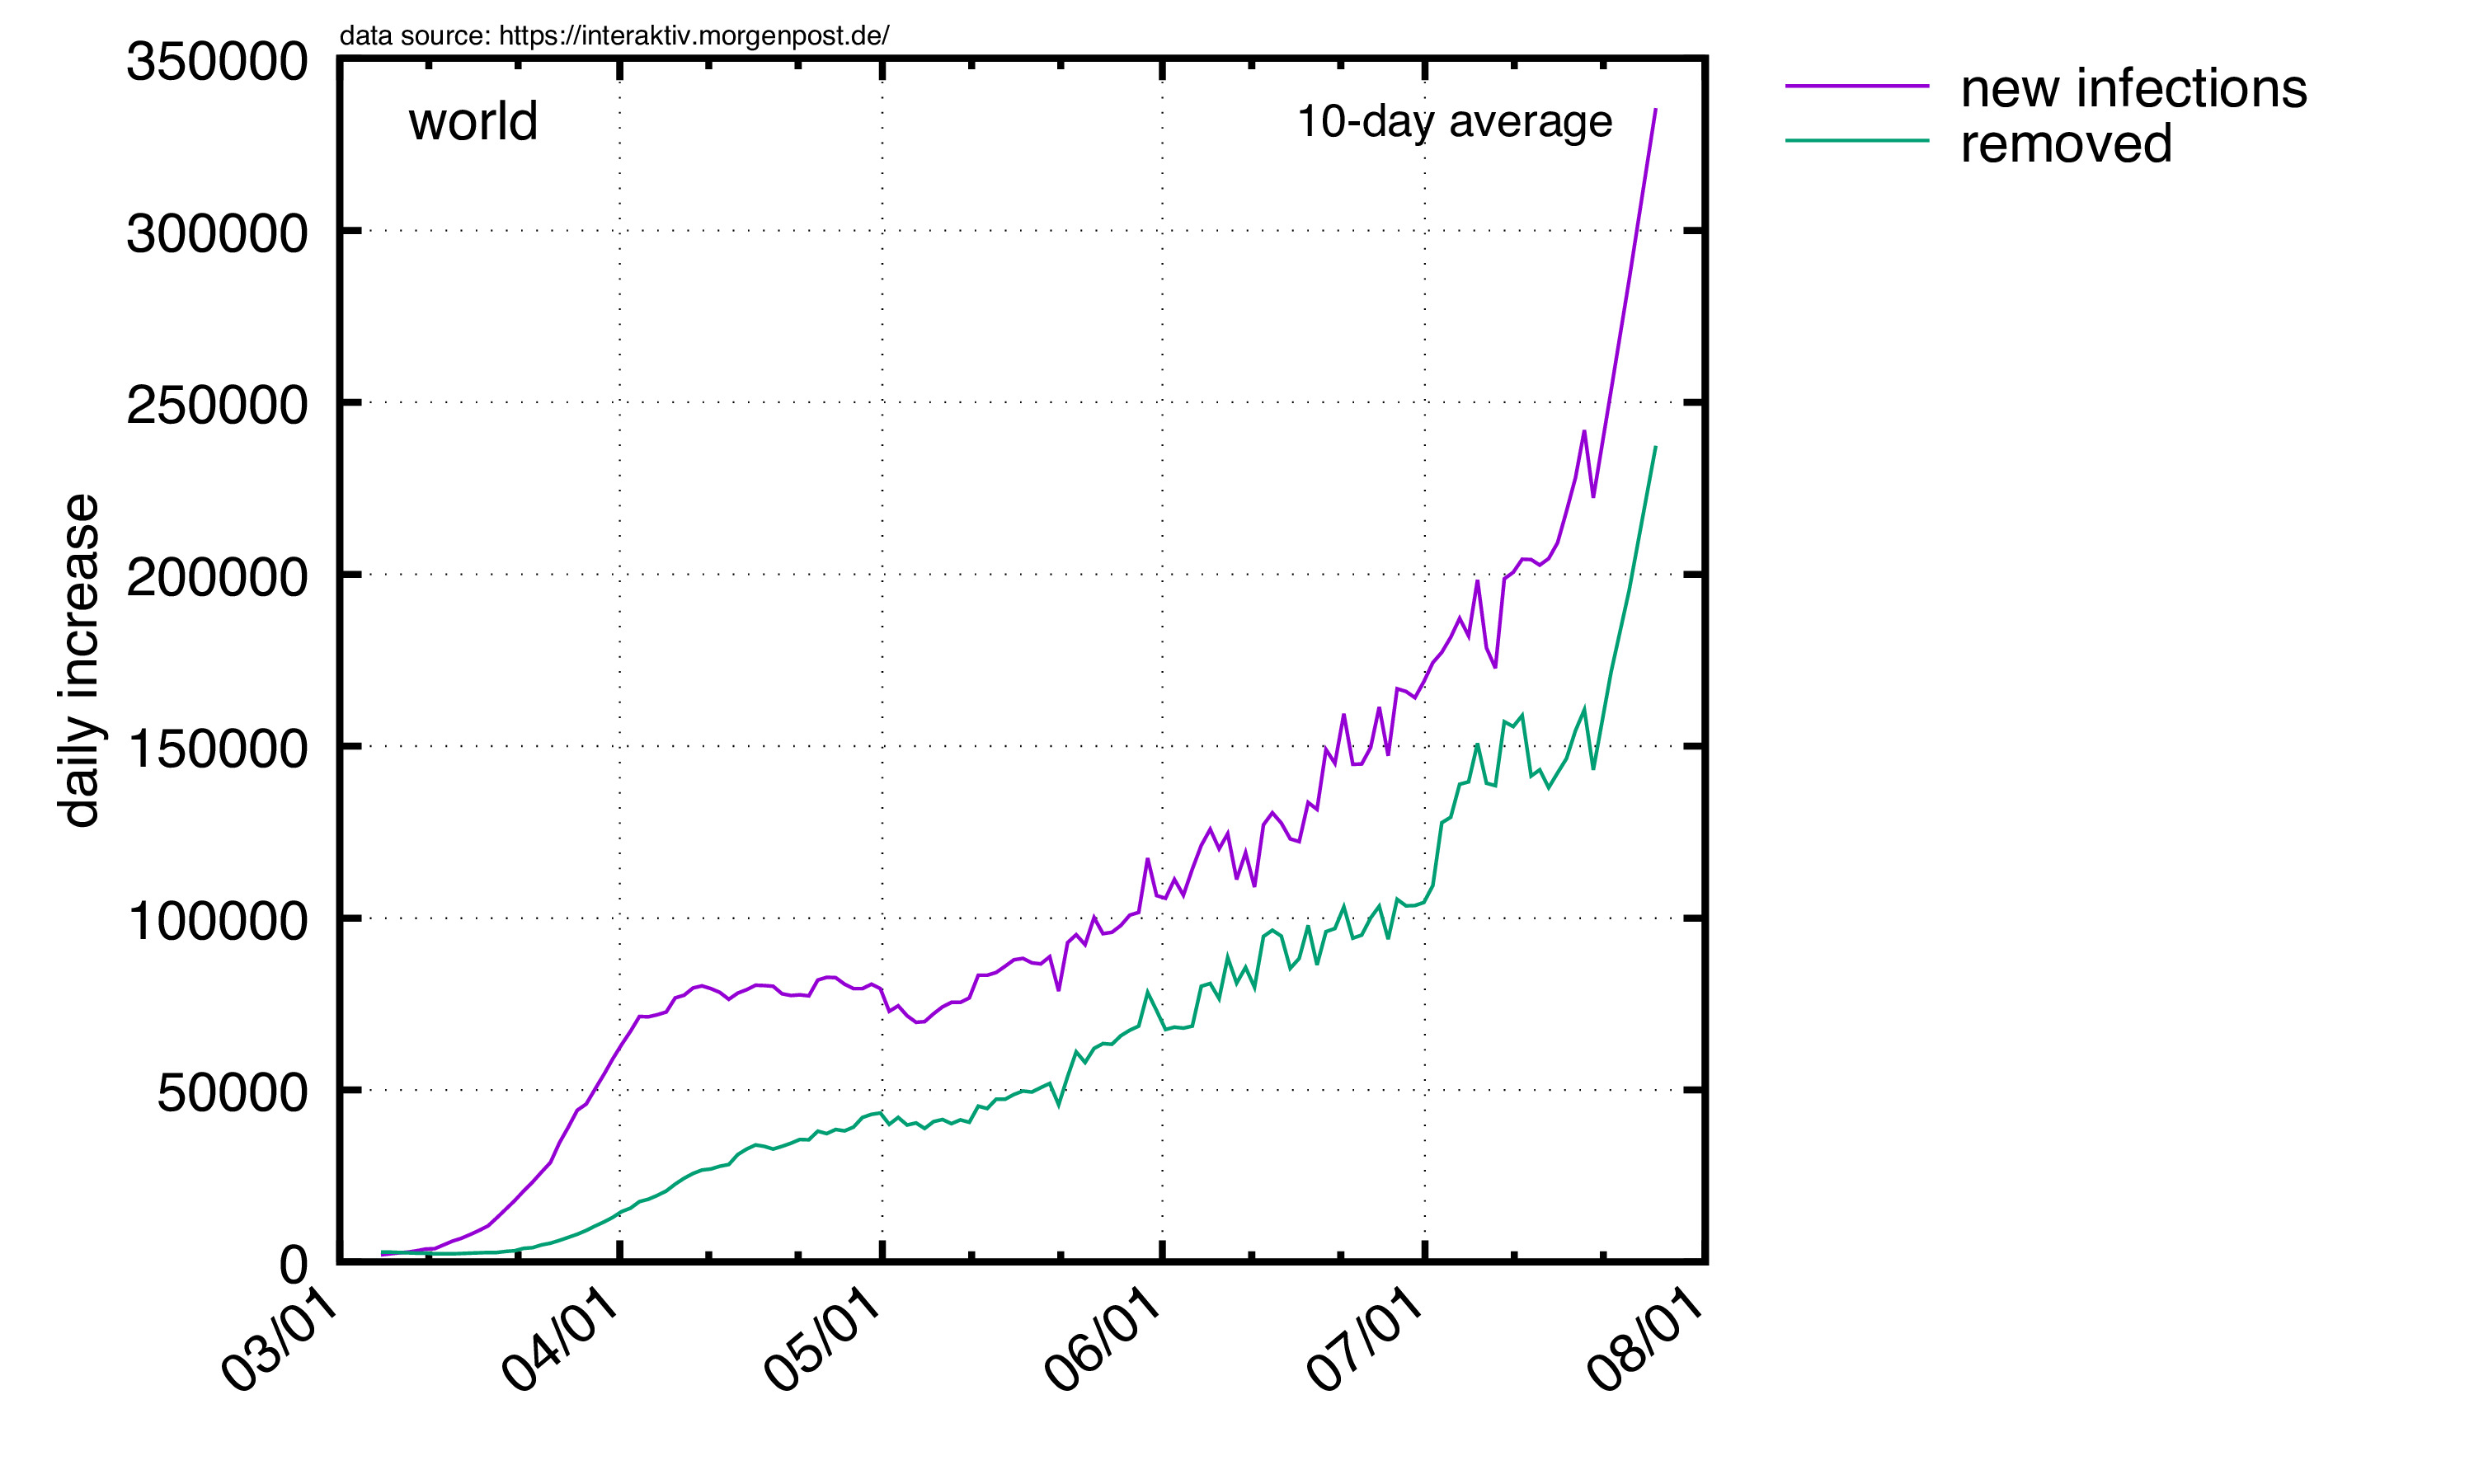 data source: https://interaktiv.morgenpost.de/
350000
300000
250000
200000
150000
100000
50000
0
daily increase
world
10-day average
new infections
removed
03/01
04/01
05/01
06/01
07/01
08/01